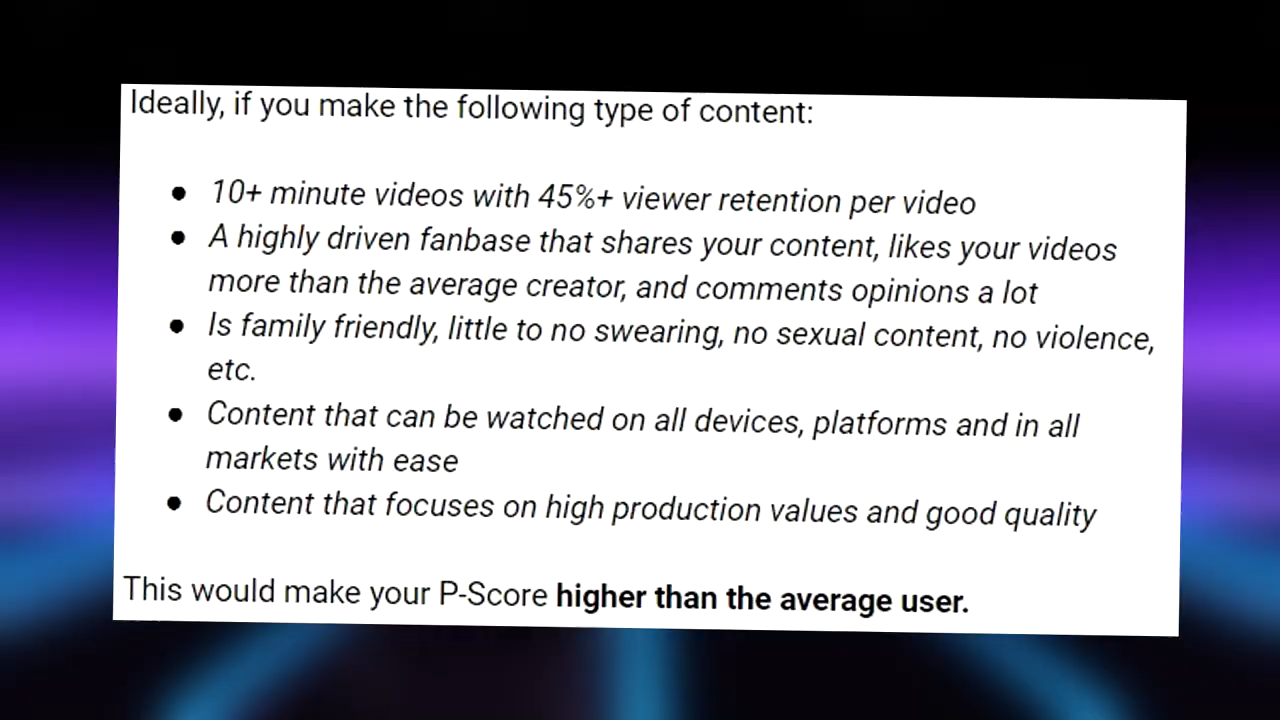 Ideally, if you make the following type of content:
● 10+ minute videos with 45%+ viewer retention per video
● A highly driven fanbase that shares your content, likes your videos
more than the average creator, and comments opinions a lot
● Is family friendly, little to no swearing, no sexual content, no violence,
etc.
● Content that can be watched on all devices, platforms and in all
markets with ease
● Content that focuses on high production values and good quality
This would make your P-Score higher than the average user.